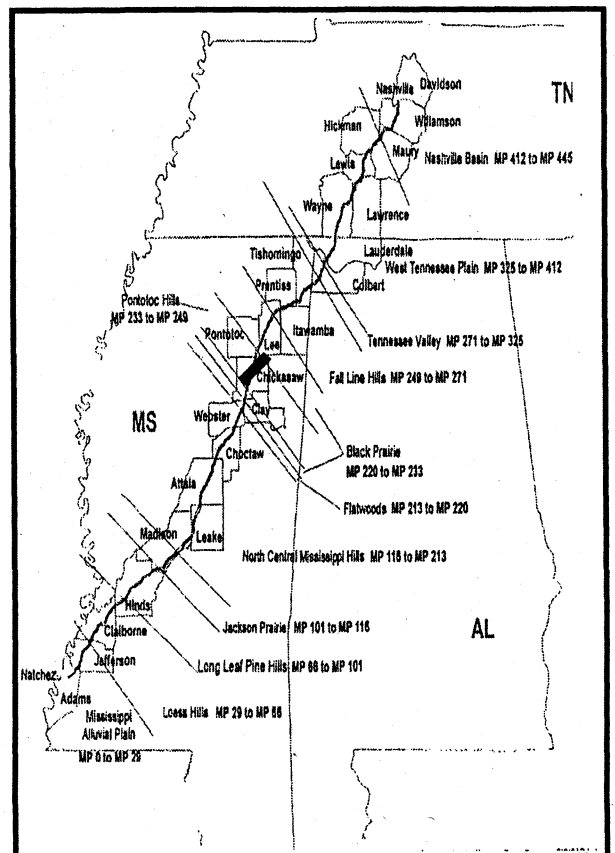 Davidson
Nashville
TN
Hickman
Williamson
Maury
Nashville Basin MP 412 to MP 445
Lewis
Wayne
Lawrence
Lauderdale
Tishomingo
West Tennessee Plain MP 325 to MP 412
Colbert
Prentiss
Pontotoc Hills
MP 233 to MP 249
Itawamba
Pontotoc
Lee
Tennessee Valley MP 271 to MP 325
Chickasaw
Fall Line Hills MP 249 to MP 271
MS
Webster
Clay
Choctaw
Black Prairie
MP 220 to MP 233
Attala
Flatwoods MP 213 to MP 220
Madison
Leake
North Central Mississippi Hills MP 116 to MP 213
Hinds
AL
Claiborne
Jackson Prairie MP 101 to MP 116
Jefferson
Long Leaf Pine Hills MP 66 to MP 101
Natchez
Adams
Mississippi
Alluvial Plain
Loess Hills MP 29 to MP 66
MP 0 to MP 29